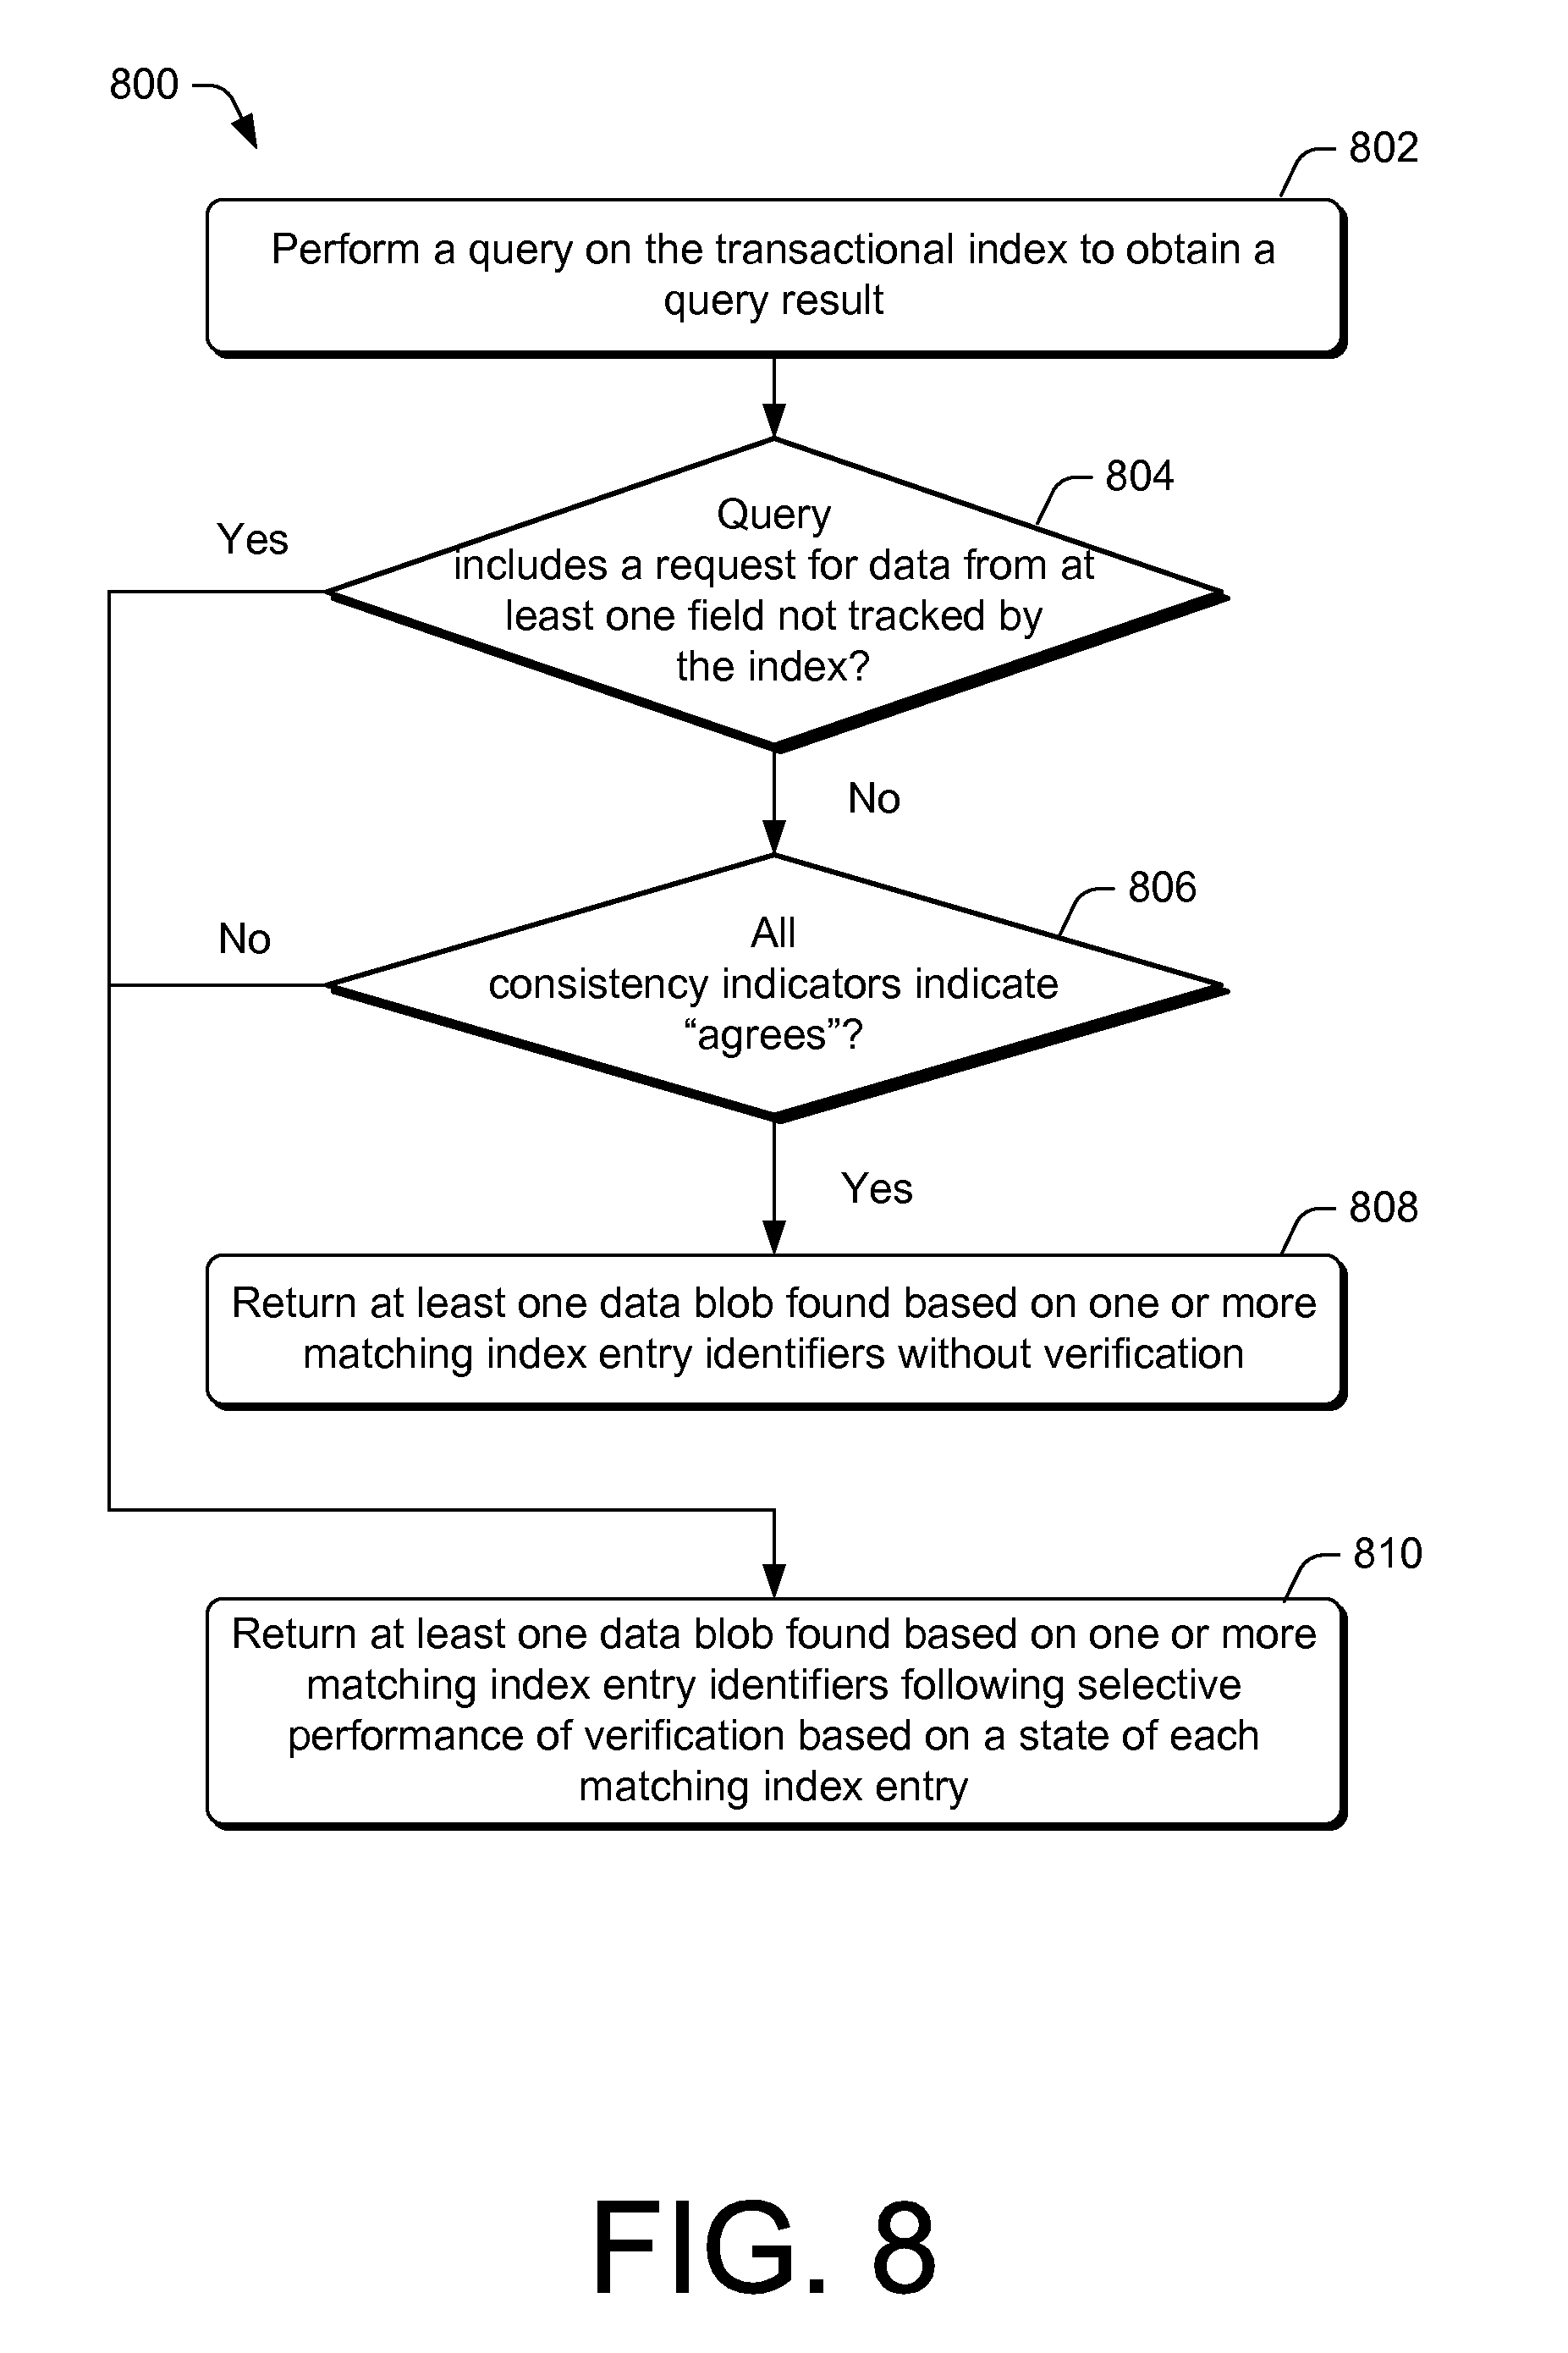 800
802
Perform a query on the transactional index to obtain a
query result
804
Yes
Query
includes a request for data from at
least one field not tracked by
the index?
No
806
No
All
consistency indicators indicate
“agrees”?
Yes
808
Return at least one data blob found based on one or more
matching index entry identifiers without verification
810
Return at least one data blob found based on one or more
matching index entry identifiers following selective
performance of verification based on a state of each
matching index entry
FIG. 8